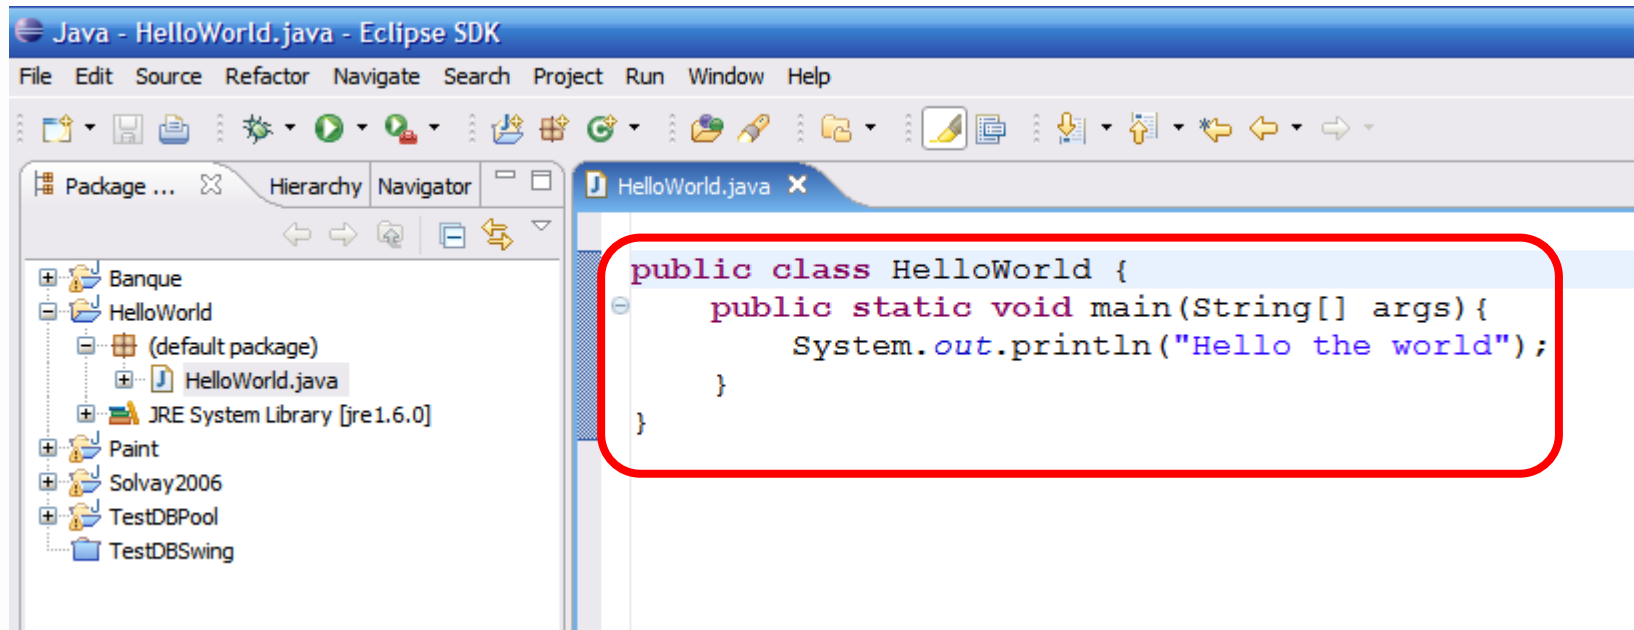 Java - HelloWorld.java - Eclipse SDK
File Edit Source Refactor Navigate Search Project Run Window Help
Package ... Hierarchy Navigator
HelloWorld.java
Banque
HelloWorld
(default package)
HelloWorld.java
JRE System Library [jre1.6.0]
Paint
Solvay2006
TestDBPool
TestDBSwing
public class HelloWorld {
public static void main(String[] args){
System.out.println("Hello the world");
}
}